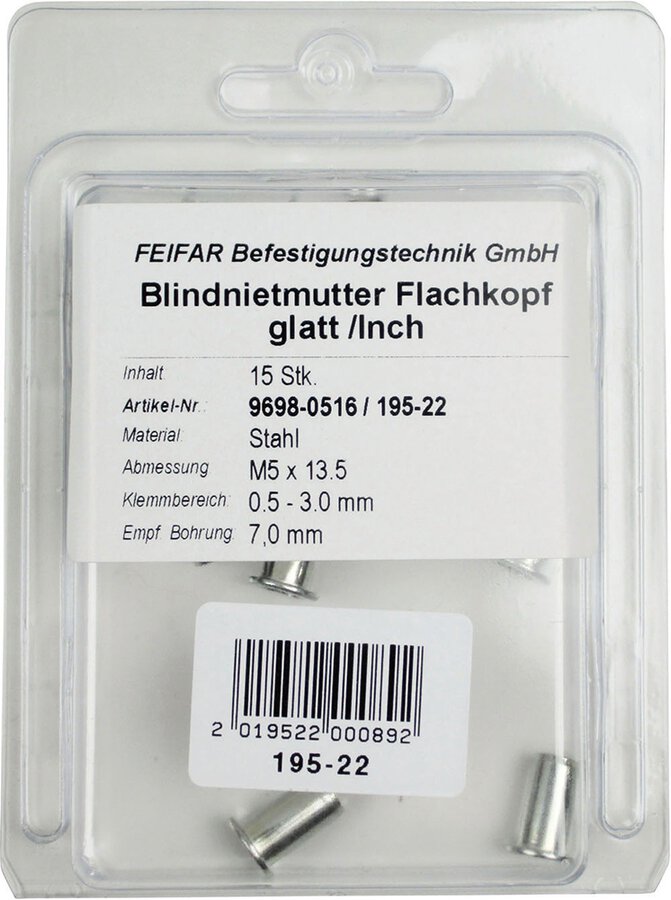 FEIFAR Befestigungstechnik GmbH
Blindnietmutter Flachkopf
glatt /Inch
Inhalt: 15 Stk.
Artikel-Nr.: 9698-0516 / 195-22
Material: Stahl
Abmessung M5 x 13.5
Klemmbereich: 0.5 - 3.0 mm
Empf. Bohrung: 7,0 mm
2 019522 000892
195-22